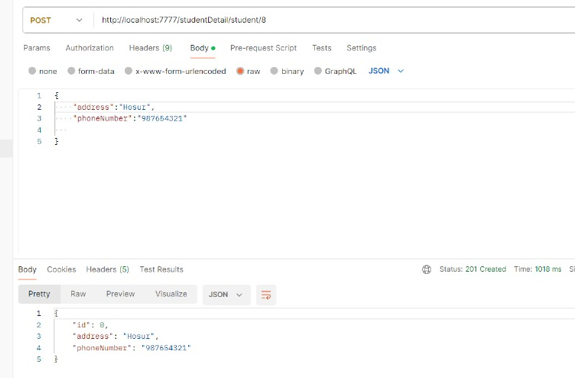 POST http://localhost:7777/studentDetail/student/8
Params Authorization Headers (9) Body Pre-request Script Tests Settings
none form-data x-www-form-urlencoded raw binary GraphQL JSON
1 {
2 "address":"Hosur",
3 "phoneNumber":"987654321"
4
5 }
Body Cookies Headers (5) Test Results Status: 201 Created Time: 1018 ms Si
Pretty Raw Preview Visualize JSON
1 {
2 "id": 0,
3 "address": "Hosur",
4 "phoneNumber": "987654321"
5 }